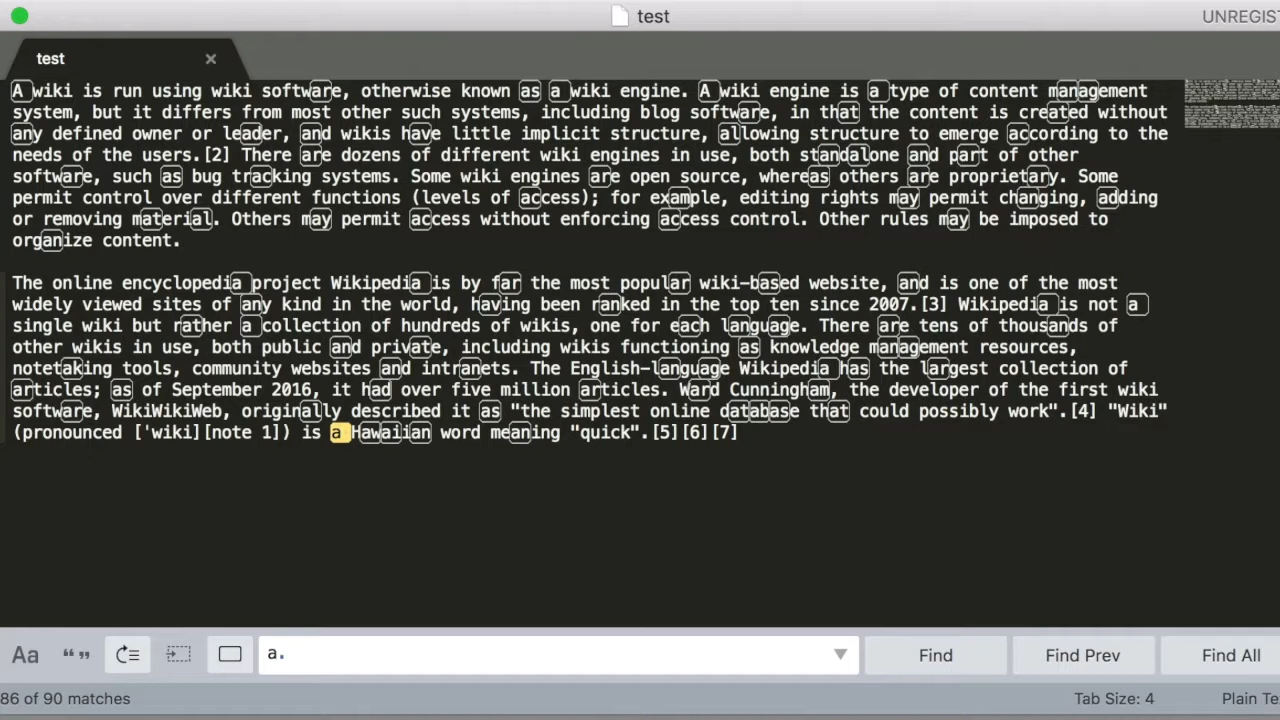 test
UNREGIST
test
A wiki is run using wiki software, otherwise known as a wiki engine. A wiki engine is a type of content management
system, but it differs from most other such systems, including blog software, in that the content is created without
any defined owner or leader, and wikis have little implicit structure, allowing structure to emerge according to the
needs of the users.[2] There are dozens of different wiki engines in use, both standalone and part of other
software, such as bug tracking systems. Some wiki engines are open source, whereas others are proprietary. Some
permit control over different functions (levels of access); for example, editing rights may permit changing, adding
or removing material. Others may permit access without enforcing access control. Other rules may be imposed to
organize content.
The online encyclopedia project Wikipedia is by far the most popular wiki-based website, and is one of the most
widely viewed sites of any kind in the world, having been ranked in the top ten since 2007.[3] Wikipedia is not a
single wiki but rather a collection of hundreds of wikis, one for each language. There are tens of thousands of
other wikis in use, both public and private, including wikis functioning as knowledge management resources,
notetaking tools, community websites and intranets. The English-language Wikipedia has the largest collection of
articles; as of September 2016, it had over five million articles. Ward Cunningham, the developer of the first wiki
software, WikiWikiWeb, originally described it as "the simplest online database that could possibly work".[4] "Wiki"
(pronounced ['wiki][note 1]) is a Hawaiian word meaning "quick".[5][6][7]
Aa “” a. Find Find Prev Find All
86 of 90 matches Tab Size: 4 Plain Te